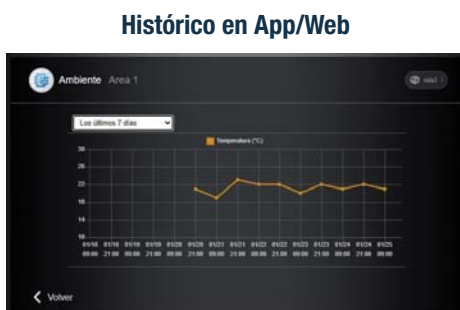 Histórico en App/Web
Ambiente Area 1
Los últimos 7 días
Temperatura (°C)
30
26
22
18
14
10
01/18 01/18 01/19 01/19 01/20 01/20 01/21 01/21 01/22 01/22 01/23 01/23 01/24 01/24 01/25
09:00 21:00 09:00 21:00 09:00 21:00 09:00 21:00 09:00 21:00 09:00 21:00 09:00 21:00 09:00
Volver